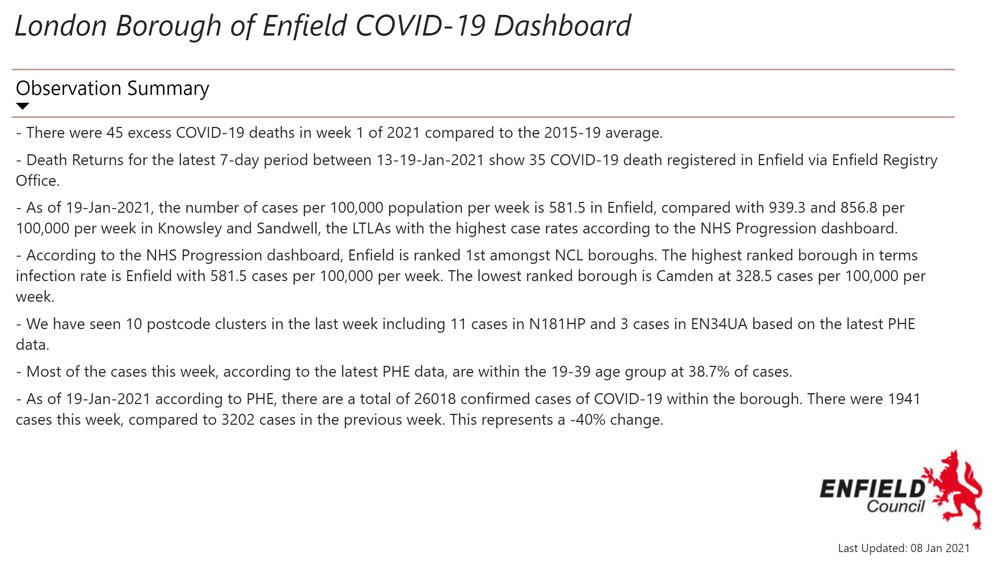 London Borough of Enfield COVID-19 Dashboard
Observation Summary
- There were 45 excess COVID-19 deaths in week 1 of 2021 compared to the 2015-19 average.
- Death Returns for the latest 7-day period between 13-19-Jan-2021 show 35 COVID-19 death registered in Enfield via Enfield Registry
Office.
- As of 19-Jan-2021, the number of cases per 100,000 population per week is 581.5 in Enfield, compared with 939.3 and 856.8 per
100,000 per week in Knowsley and Sandwell, the LTLAs with the highest case rates according to the NHS Progression dashboard.
- According to the NHS Progression dashboard, Enfield is ranked 1st amongst NCL boroughs. The highest ranked borough in terms
infection rate is Enfield with 581.5 cases per 100,000 per week. The lowest ranked borough is Camden at 328.5 cases per 100,000 per
week.
- We have seen 10 postcode clusters in the last week including 11 cases in N181HP and 3 cases in EN34UA based on the latest PHE
data.
- Most of the cases this week, according to the latest PHE data, are within the 19-39 age group at 38.7% of cases.
- As of 19-Jan-2021 according to PHE, there are a total of 26018 confirmed cases of COVID-19 within the borough. There were 1941
cases this week, compared to 3202 cases in the previous week. This represents a -40% change.
ENFIELD
Council
Last Updated: 08 Jan 2021